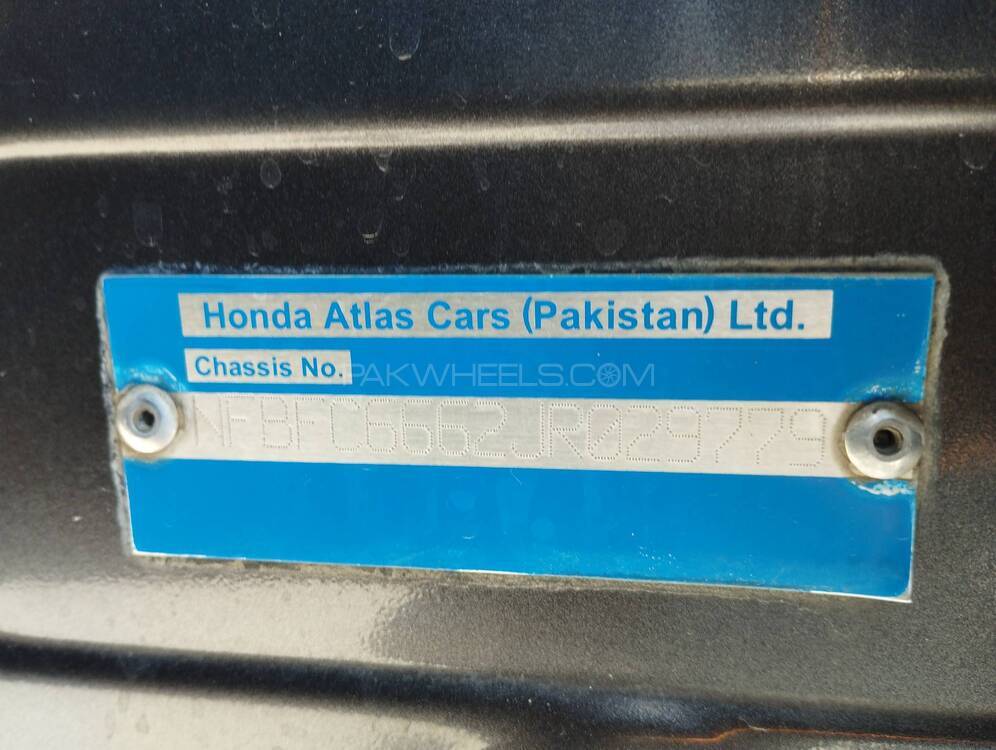 Honda Atlas Cars (Pakistan) Ltd.
Chassis No.
PAKWHEELS.COM
NFBFC6662JR029779